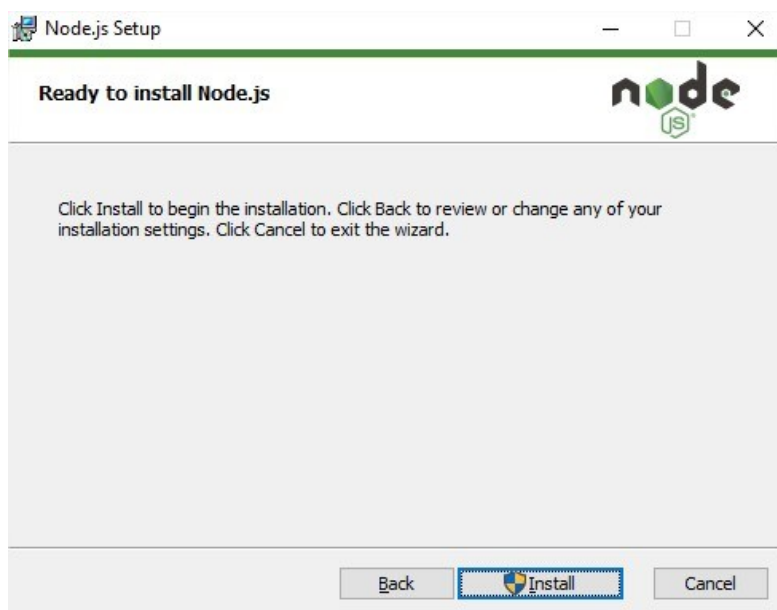 Node.js Setup
Ready to install Node.js
node
JS
Click Install to begin the installation. Click Back to review or change any of your
installation settings. Click Cancel to exit the wizard.
Back
Install
Cancel